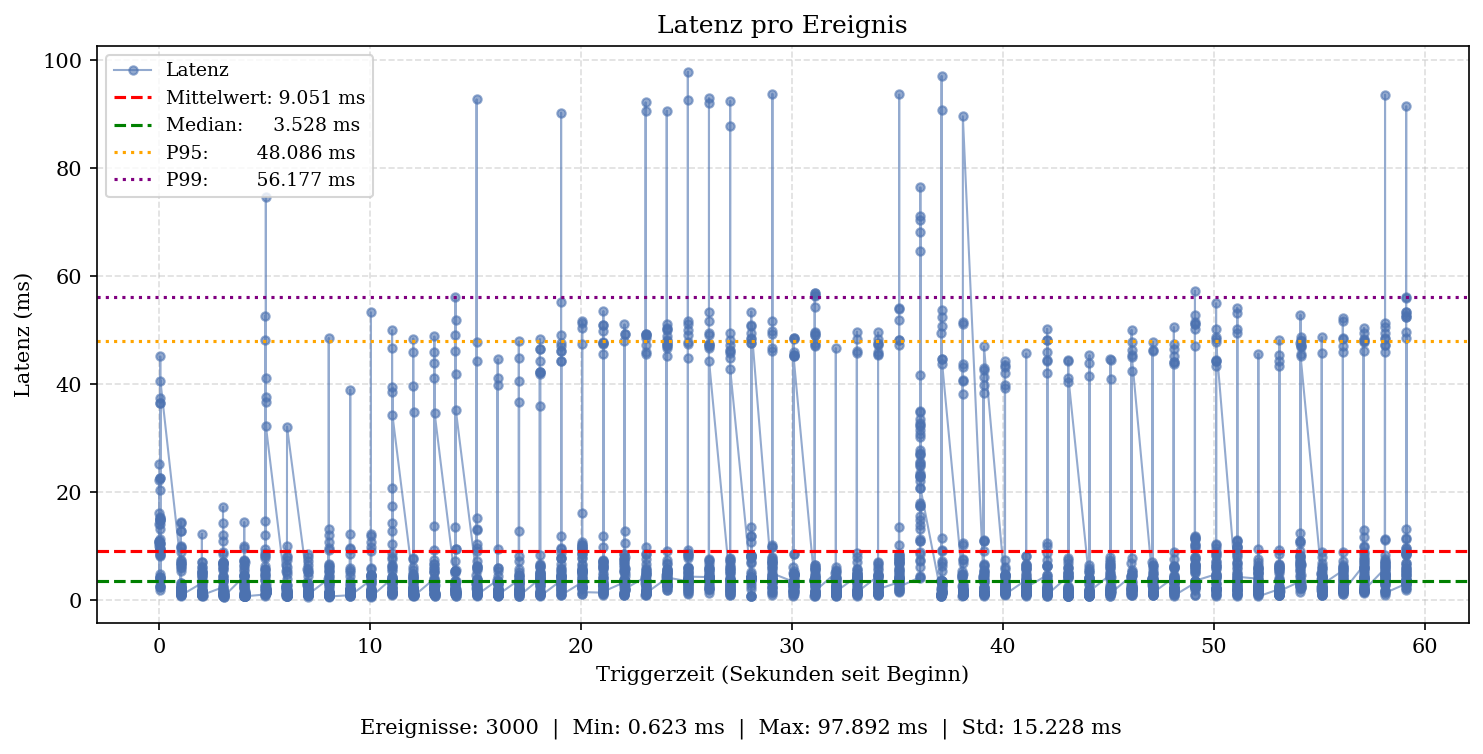 Latenz pro Ereignis
Latenz (ms)
100
80
60
40
20
0
Latenz
Mittelwert: 9.051 ms
Median: 3.528 ms
P95: 48.086 ms
P99: 56.177 ms
0 10 20 30 40 50 60
Triggerzeit (Sekunden seit Beginn)
Ereignisse: 3000 | Min: 0.623 ms | Max: 97.892 ms | Std: 15.228 ms